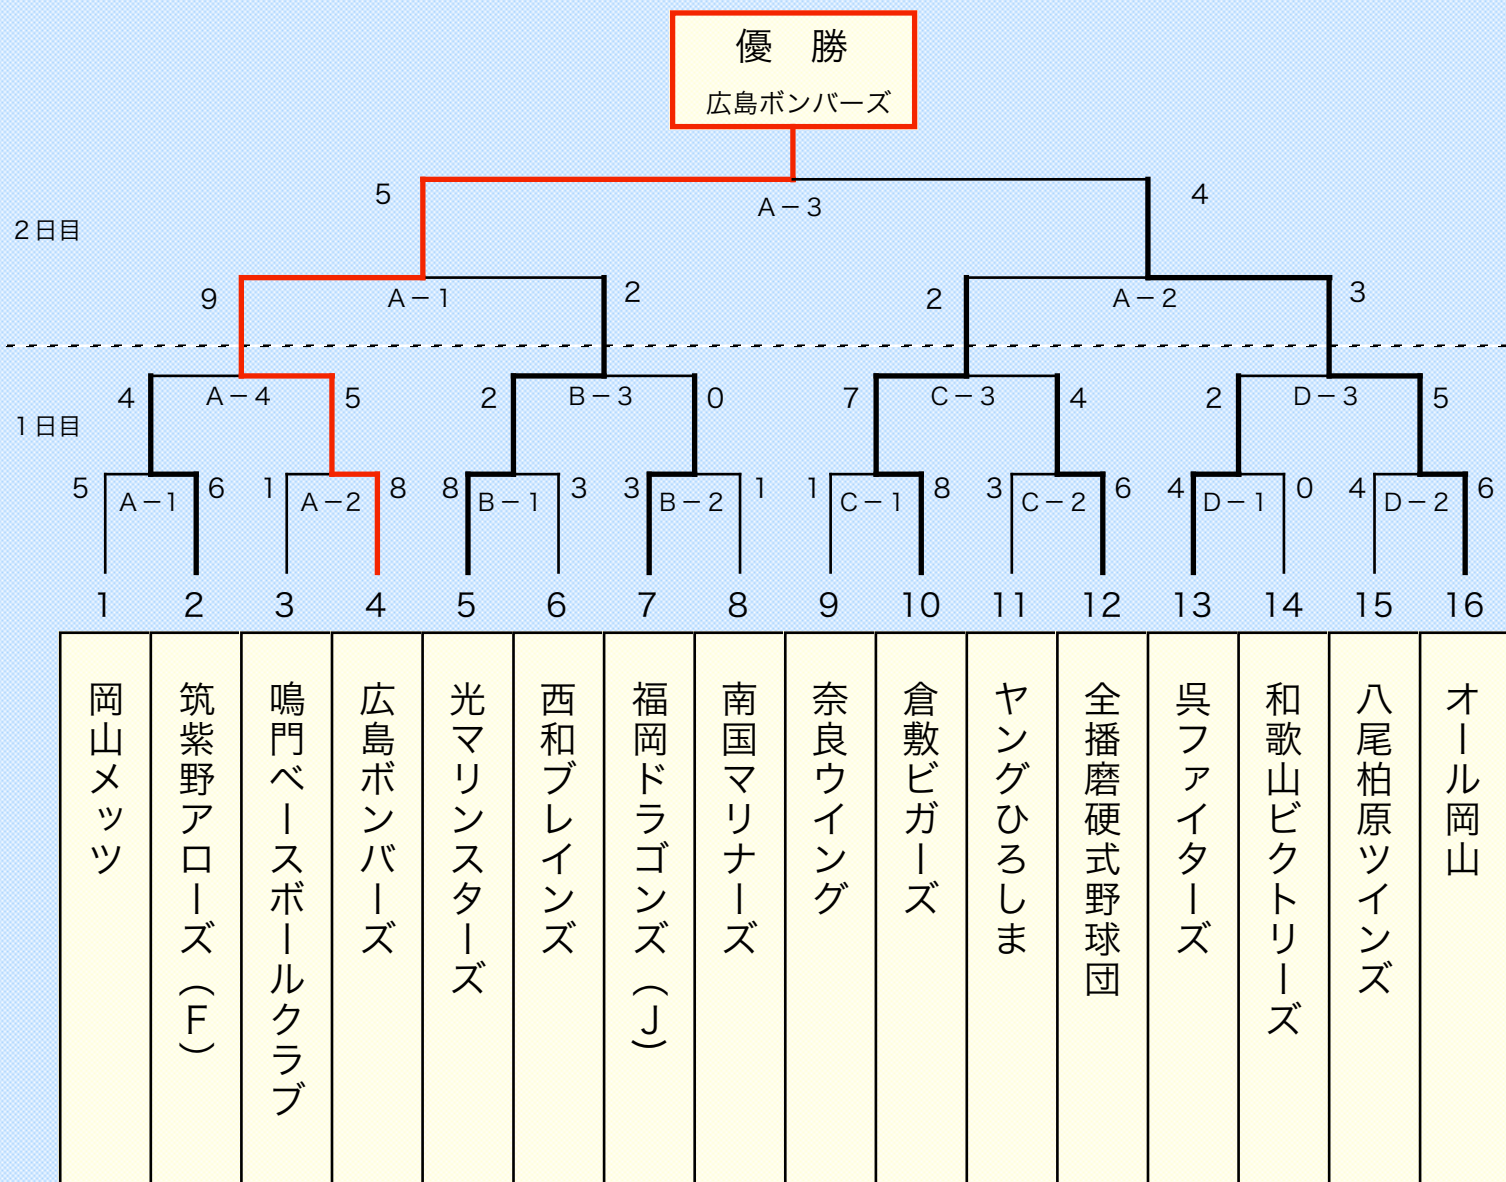 優　勝
広島ボンバーズ
5
A－3
4
2日目
9
A－1
2
2
A－2
3
4
A－4
5
2
B－3
0
7
C－3
4
2
D－3
5
1日目
5
A－1
6
1
A－2
8
8
B－1
3
3
B－2
1
1
C－1
8
3
C－2
6
4
D－1
0
4
D－2
6
1
2
3
4
5
6
7
8
9
10
11
12
13
14
15
16
岡山メッツ
筑紫野アローズ（F）
鳴門ベースボールクラブ
広島ボンバーズ
光マリンスターズ
西和ブレインズ
福岡ドラゴンズ（J）
南国マリナーズ
奈良ウイング
倉敷ビガーズ
ヤングひろしま
全播磨硬式野球団
呉ファイターズ
和歌山ビクトリーズ
八尾柏原ツインズ
オール岡山